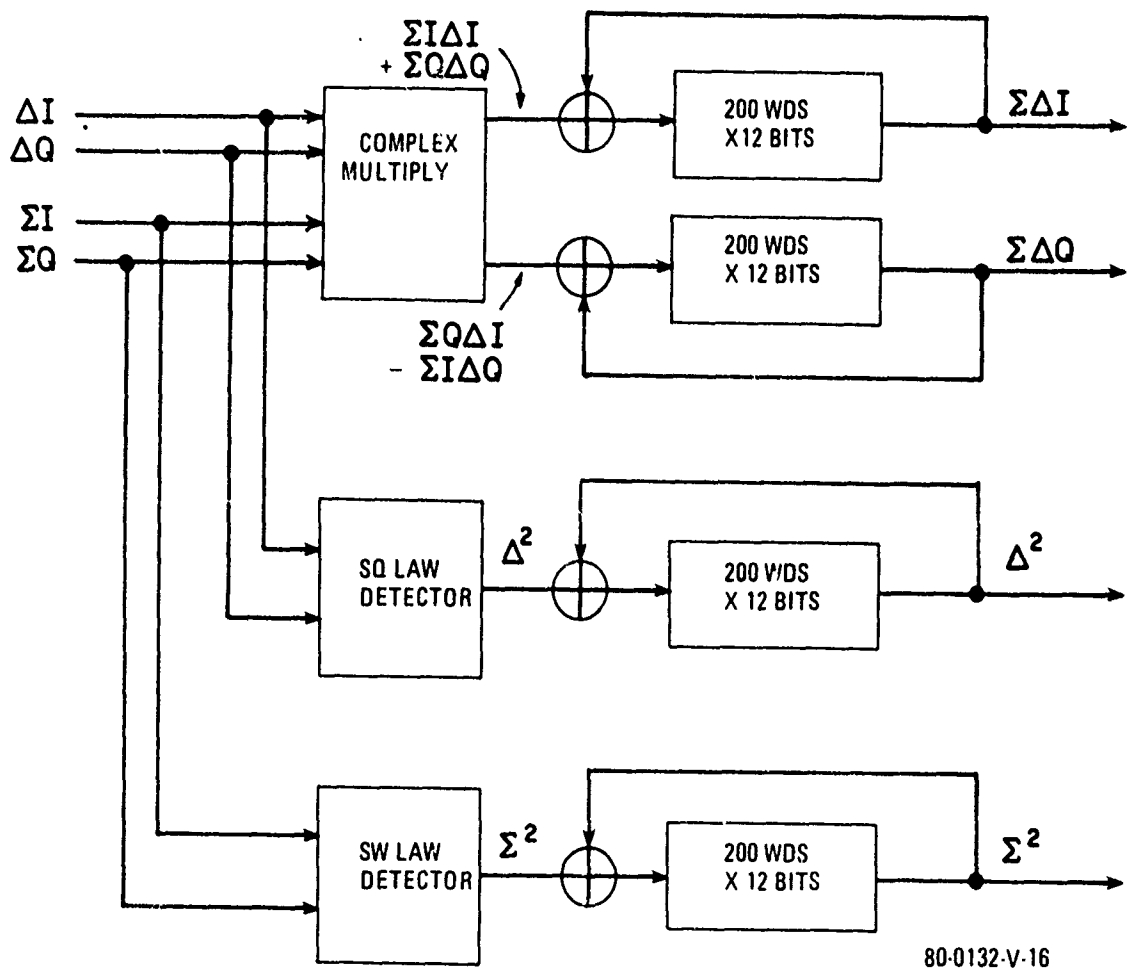 ΣIΔI
+ ΣQΔQ
ΔI
ΔQ
ΣI
ΣQ
COMPLEX
MULTIPLY
200 WDS
X12 BITS
ΣΔI
200 WDS
X 12 BITS
ΣΔQ
ΣQΔI
- ΣIΔQ
SQ LAW
DETECTOR
Δ²
200 WDS
X 12 BITS
Δ²
SW LAW
DETECTOR
Σ²
200 WDS
X 12 BITS
Σ²
80-0132-V-16